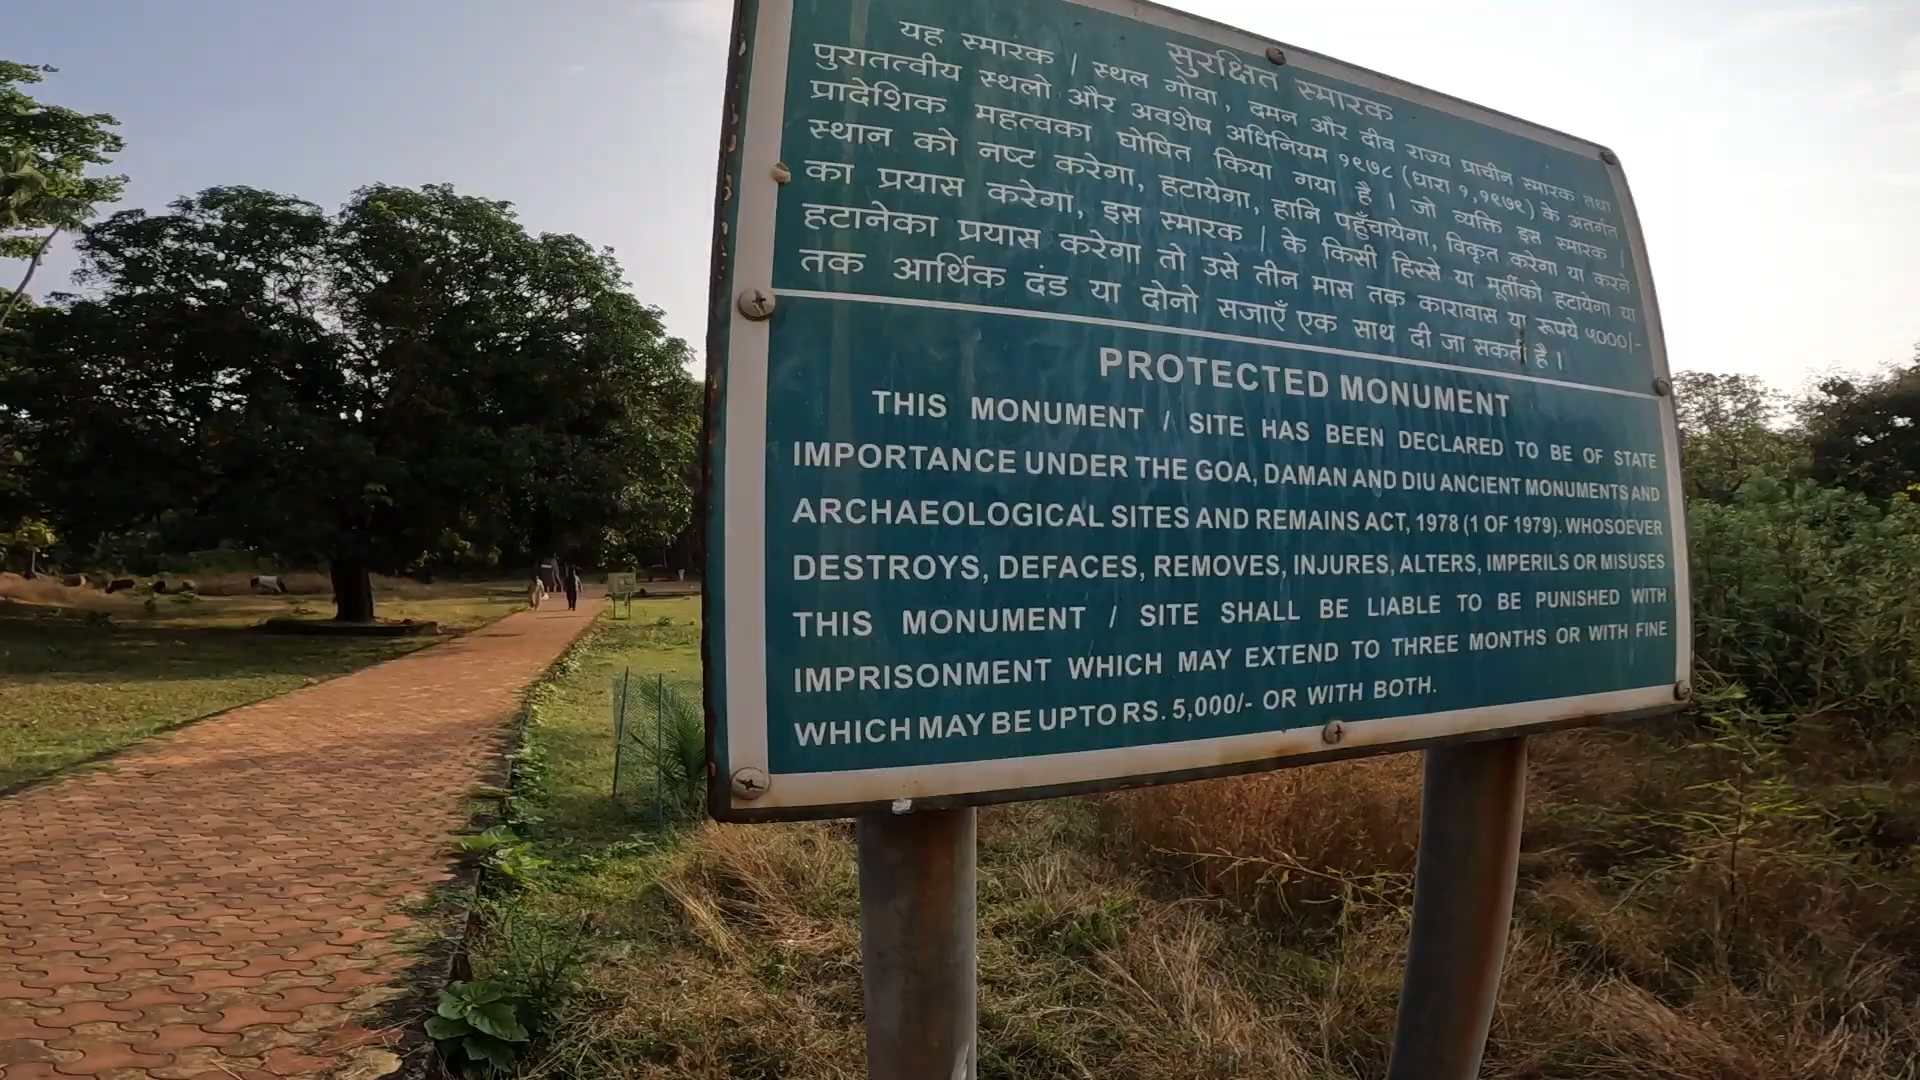 सुरक्षित स्मारक
यह स्मारक / स्थल गोवा, दमन और दीव राज्य प्राचीन स्मारक तथा
पुरातत्वीय स्थलो और अवशेष अधिनियम १९७८ (धारा १,१९७९) के अंतर्गत
प्रादेशिक महत्वका घोषित किया गया है । जो व्यक्ति इस स्मारक /
स्थान को नष्ट करेगा, हटायेगा, हानि पहुँचायेगा, विकृत करेगा या करने
का प्रयास करेगा, इस स्मारक / के किसी हिस्से या मूर्तीको हटायेगा या
हटानेका प्रयास करेगा तो उसे तीन मास तक कारावास या रूपये ५०००/-
तक आर्थिक दंड या दोनो सजाएँ एक साथ दी जा सकती है ।
PROTECTED MONUMENT
THIS MONUMENT / SITE HAS BEEN DECLARED TO BE OF STATE
IMPORTANCE UNDER THE GOA, DAMAN AND DIU ANCIENT MONUMENTS AND
ARCHAEOLOGICAL SITES AND REMAINS ACT, 1978 (1 OF 1979). WHOSOEVER
DESTROYS, DEFACES, REMOVES, INJURES, ALTERS, IMPERILS OR MISUSES
THIS MONUMENT / SITE SHALL BE LIABLE TO BE PUNISHED WITH
IMPRISONMENT WHICH MAY EXTEND TO THREE MONTHS OR WITH FINE
WHICH MAY BE UPTO RS. 5,000/- OR WITH BOTH.